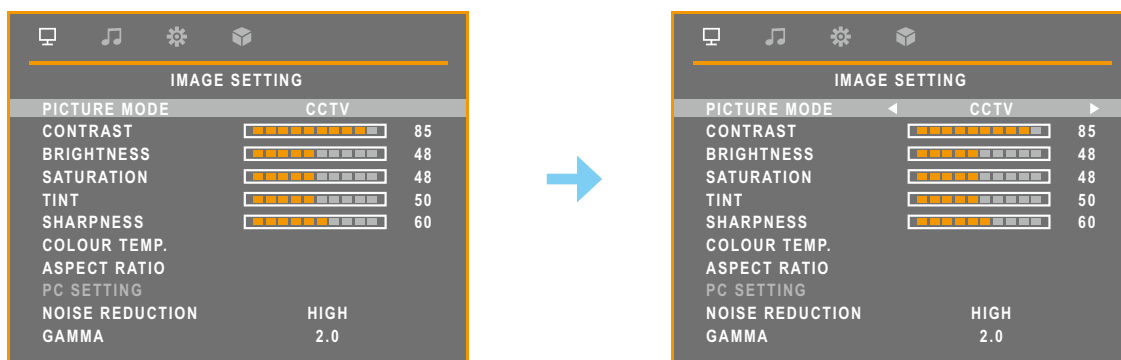 IMAGE SETTING
PICTURE MODE CCTV
CONTRAST 85
BRIGHTNESS 48
SATURATION 48
TINT 50
SHARPNESS 60
COLOUR TEMP.
ASPECT RATIO
PC SETTING
NOISE REDUCTION HIGH
GAMMA 2.0
IMAGE SETTING
PICTURE MODE CCTV
CONTRAST 85
BRIGHTNESS 48
SATURATION 48
TINT 50
SHARPNESS 60
COLOUR TEMP.
ASPECT RATIO
PC SETTING
NOISE REDUCTION HIGH
GAMMA 2.0